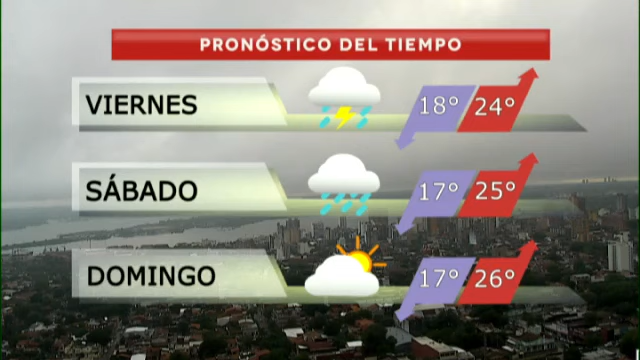 PRONÓSTICO DEL TIEMPO
VIERNES 18° 24°
SÁBADO 17° 25°
DOMINGO 17° 26°